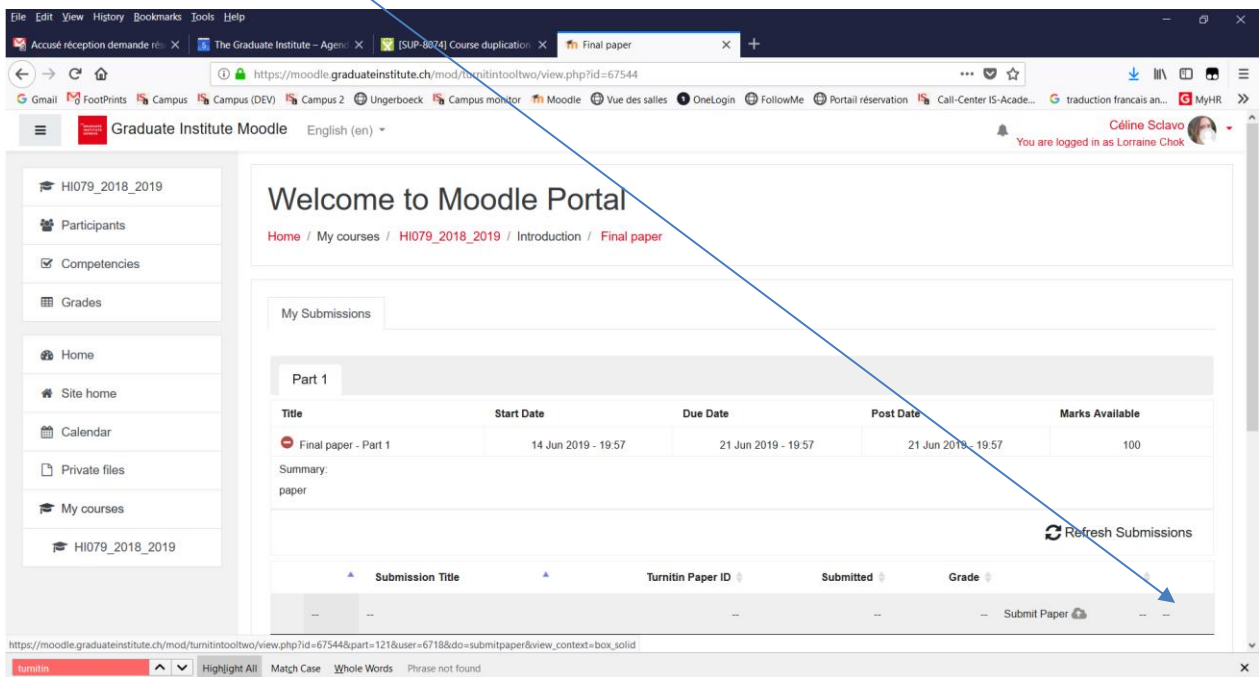 File Edit View History Bookmarks Tools Help
Accusé réception demande rés The Graduate Institute – Agend [SUP-8074] Course duplication Final paper
https://moodle.graduateinstitute.ch/mod/turnitintooltwo/view.php?id=67544
Gmail FootPrints Campus Campus (DEV) Campus 2 Ungerboeck Campus monitor Moodle Vue des salles OneLogin FollowMe Portail réservation Call-Center IS-Acade... traduction francais an... MyHR
Graduate Institute Moodle English (en) Céline Sclavo
You are logged in as Lorraine Chok
HI079_2018_2019
Participants
Competencies
Grades
Home
Site home
Calendar
Private files
My courses
HI079_2018_2019
Welcome to Moodle Portal
Home / My courses / HI079_2018_2019 / Introduction / Final paper
My Submissions
Part 1
Title Start Date Due Date Post Date Marks Available
Final paper - Part 1 14 Jun 2019 - 19:57 21 Jun 2019 - 19:57 21 Jun 2019 - 19:57 100
Summary:
paper
Refresh Submissions
Submission Title Turnitin Paper ID Submitted Grade
-- -- -- -- -- Submit Paper -- --
https://moodle.graduateinstitute.ch/mod/turnitintooltwo/view.php?id=67544&part=121&user=6718&do=submitpaper&view_context=box_solid
turnitin Highlight All Match Case Whole Words Phrase not found